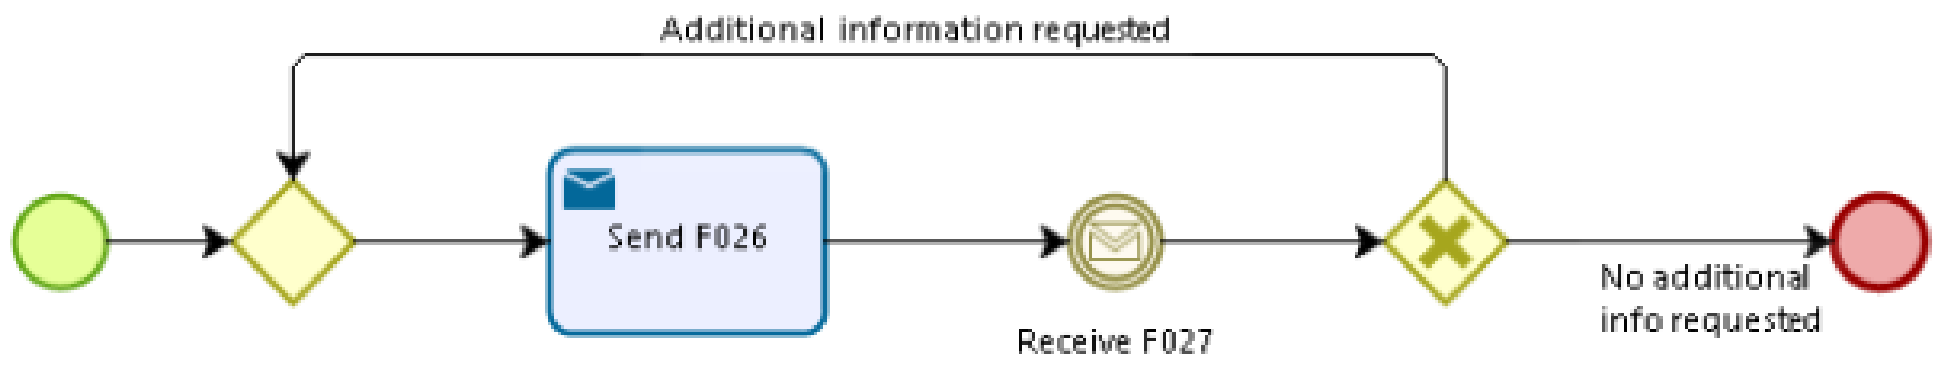 Additional information requested
Send F026
Receive F027
No additional
info requested